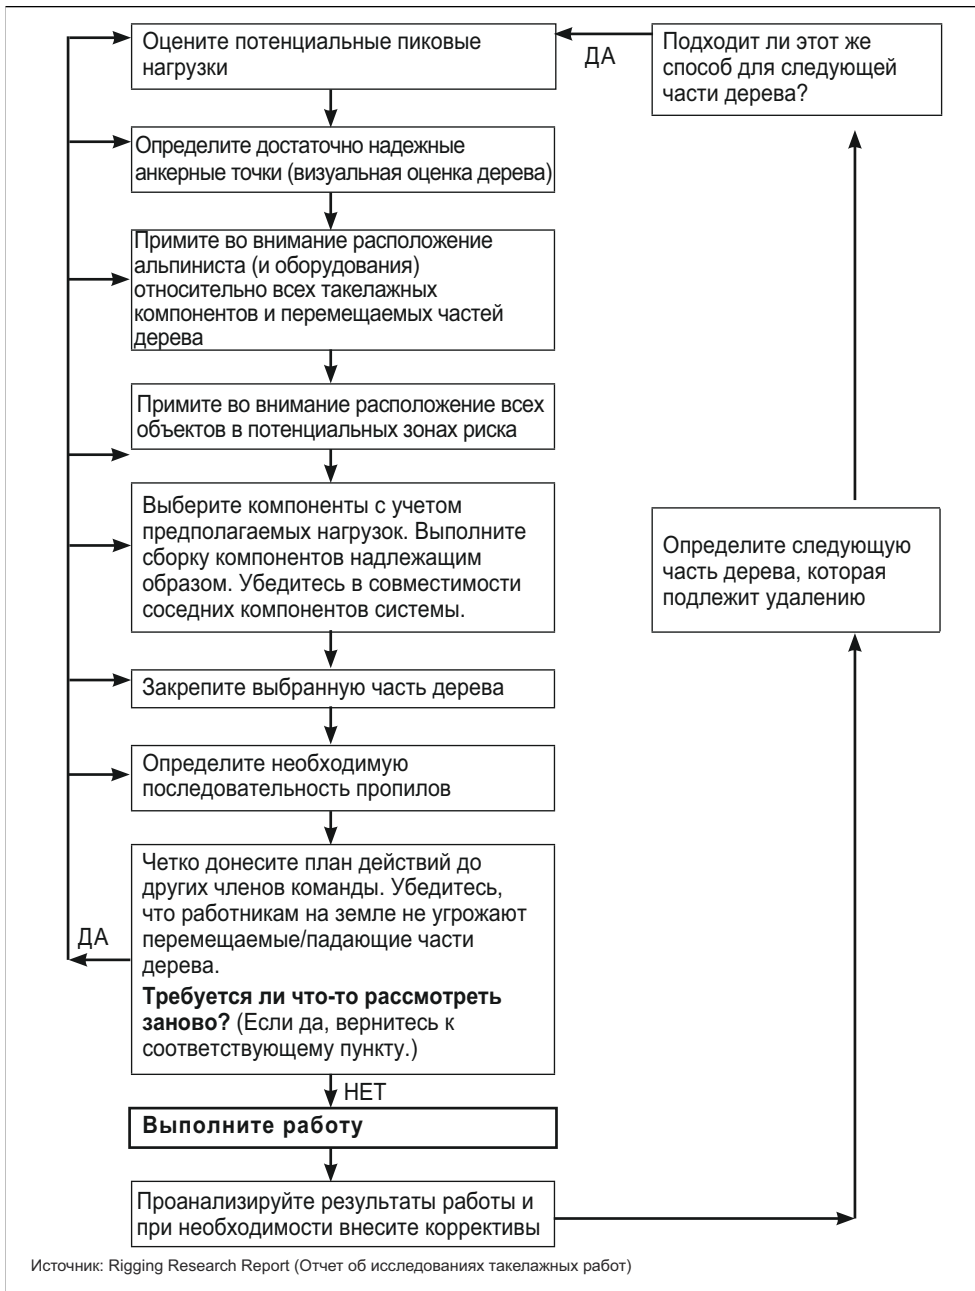 Оцените потенциальные пиковые
нагрузки
ДА
Подходит ли этот же
способ для следующей
части дерева?
Определите достаточно надежные
анкерные точки (визуальная оценка дерева)
Примите во внимание расположение
альпиниста (и оборудования)
относительно всех такелажных
компонентов и перемещаемых частей
дерева
Примите во внимание расположение всех
объектов в потенциальных зонах риска
Выберите компоненты с учетом
предполагаемых нагрузок. Выполните
сборку компонентов надлежащим
образом. Убедитесь в совместимости
соседних компонентов системы.
Определите следующую
часть дерева, которая
подлежит удалению
Закрепите выбранную часть дерева
Определите необходимую
последовательность пропилов
Четко донесите план действий до
других членов команды. Убедитесь,
что работникам на земле не угрожают
перемещаемые/падающие части
дерева.
Требуется ли что-то рассмотреть
заново? (Если да, вернитесь к
соответствующему пункту.)
ДА
НЕТ
Выполните работу
Проанализируйте результаты работы и
при необходимости внесите коррективы
Источник: Rigging Research Report (Отчет об исследованиях такелажных работ)